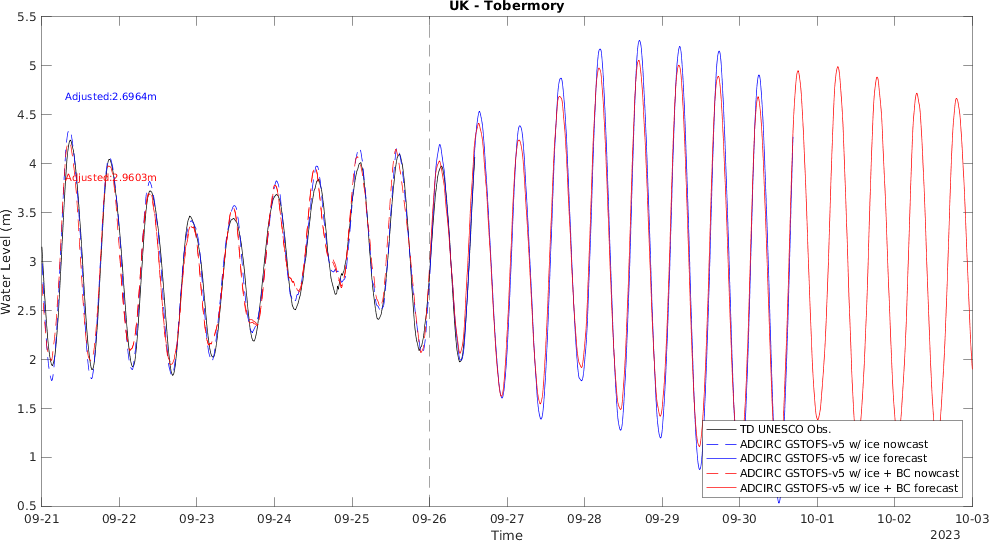 UK - Tobermory
5.5
5
4.5
4
3.5
3
2.5
2
1.5
1
0.5
Water Level (m)
Adjusted:2.6964m
Adjusted:2.9603m
TD UNESCO Obs.
ADCIRC GSTOFS-v5 w/ ice nowcast
ADCIRC GSTOFS-v5 w/ ice forecast
ADCIRC GSTOFS-v5 w/ ice + BC nowcast
ADCIRC GSTOFS-v5 w/ ice + BC forecast
09-21 09-22 09-23 09-24 09-25 09-26 09-27 09-28 09-29 09-30 10-01 10-02 10-03
Time
2023